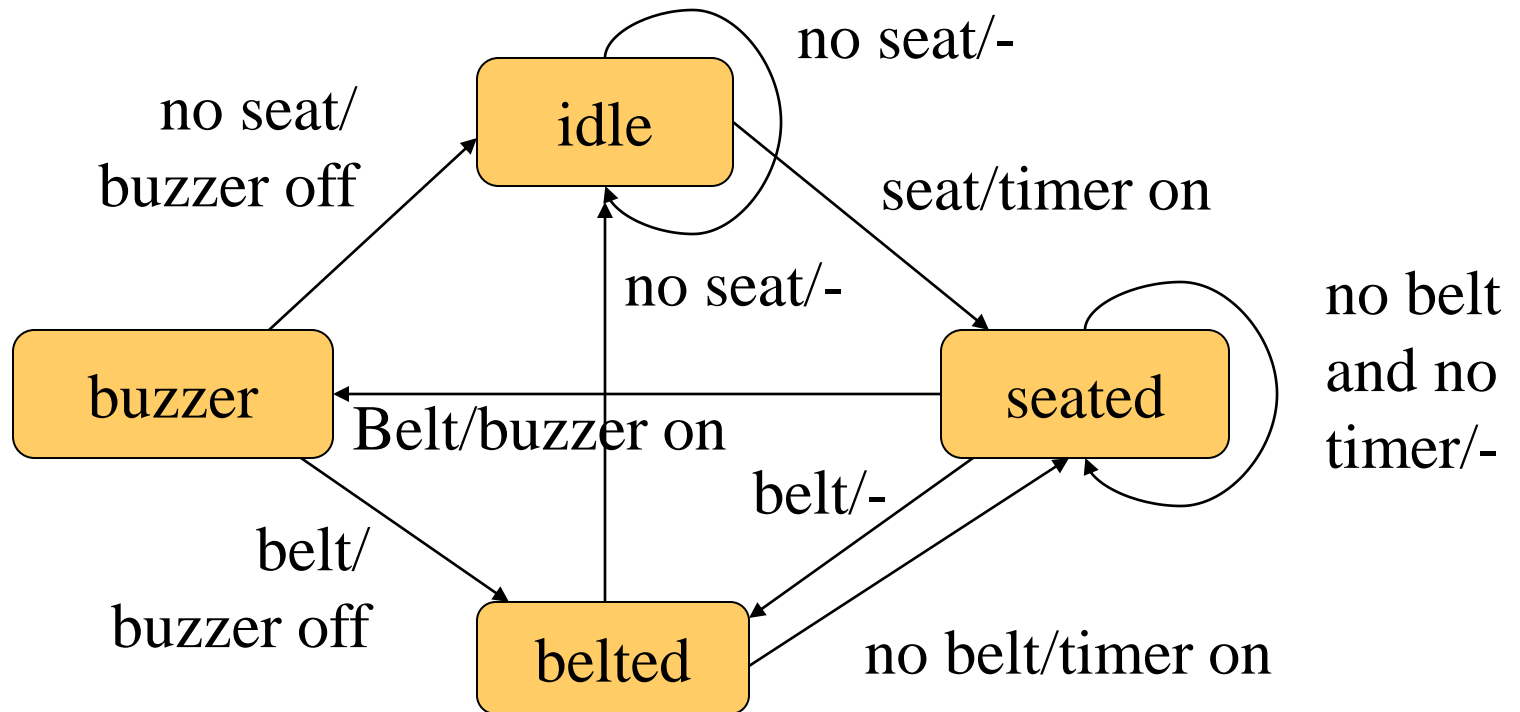 no seat/-
no seat/
buzzer off
idle
seat/timer on
no seat/-
no belt
and no
timer/-
buzzer
seated
Belt/buzzer on
belt/-
belt/
buzzer off
belted
no belt/timer on